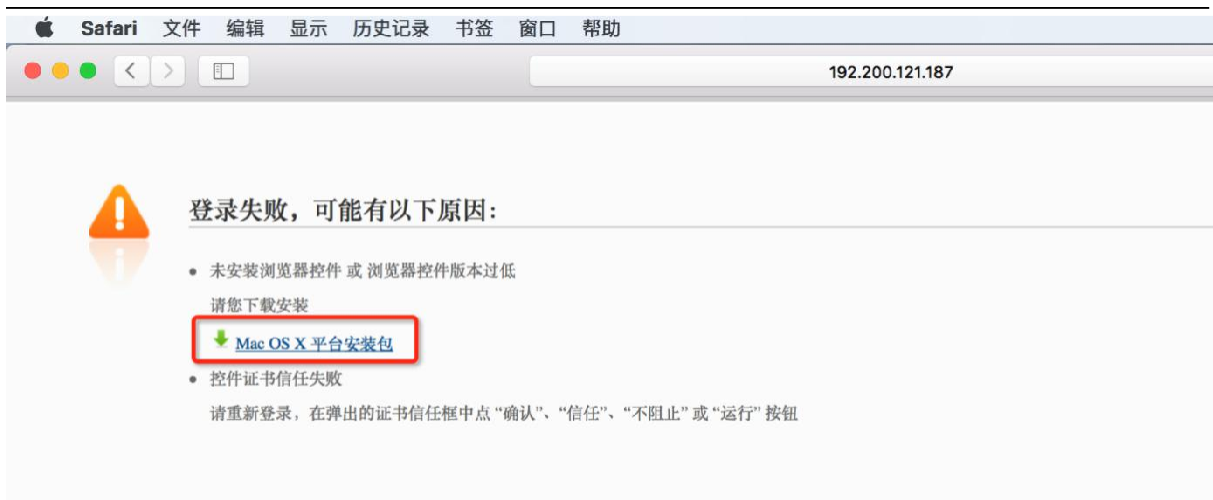 Safari 文件 编辑 显示 历史记录 书签 窗口 帮助
192.200.121.187
登录失败，可能有以下原因：
未安装浏览器控件 或 浏览器控件版本过低
请您下载安装
Mac OS X 平台安装包
控件证书信任失败
请重新登录，在弹出的证书信任框中点 “确认”、“信任”、“不阻止” 或 “运行” 按钮